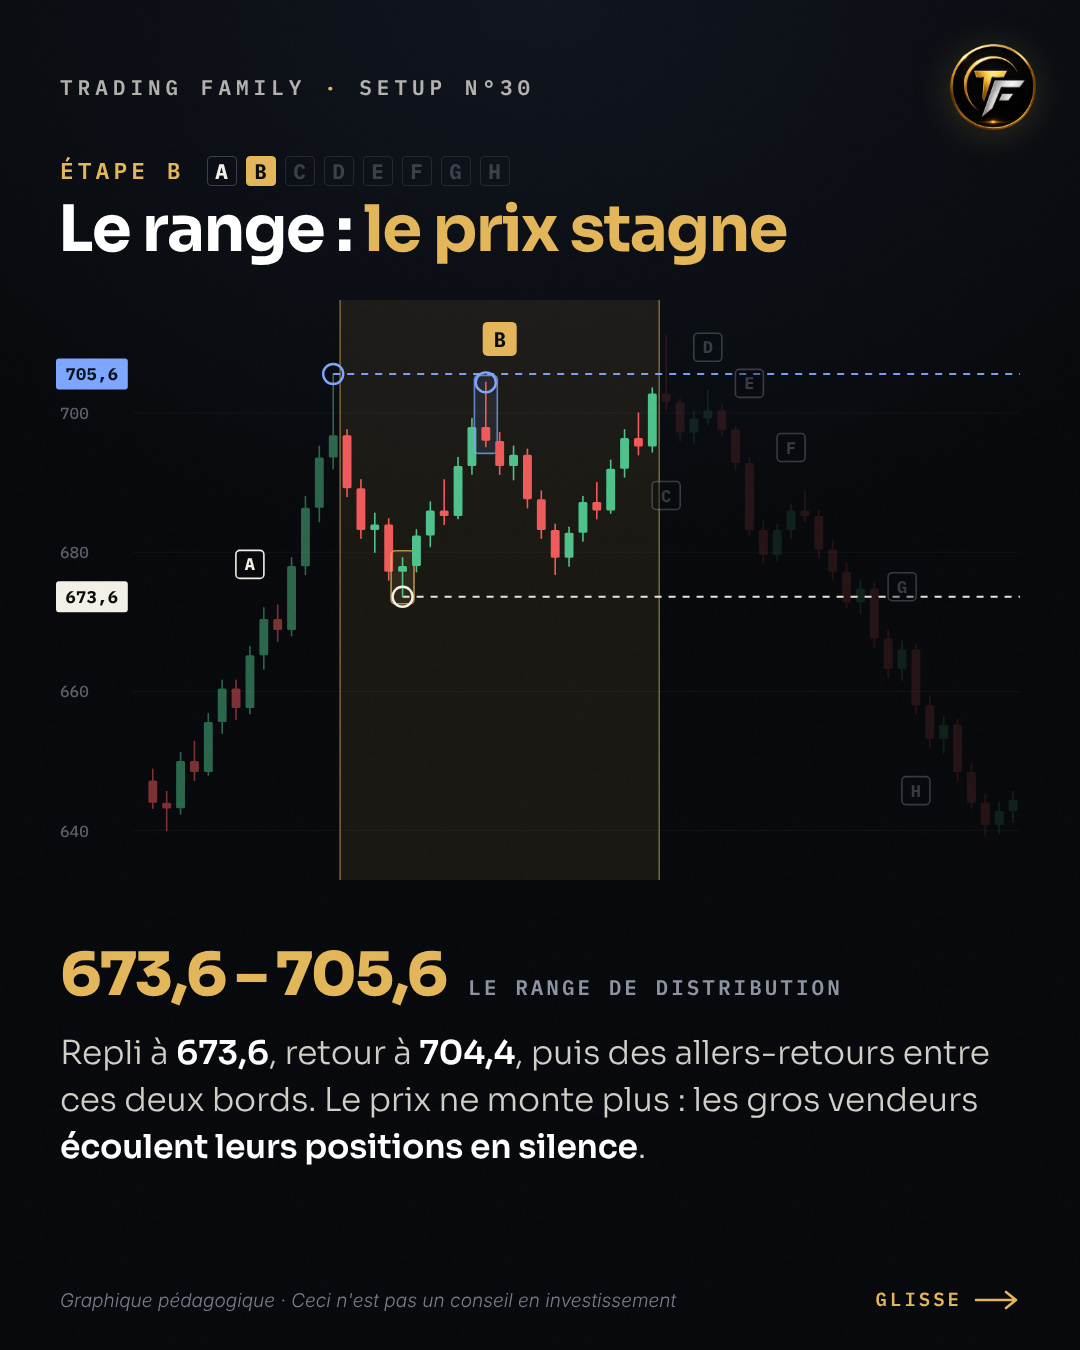 TRADING FAMILY · SETUP N°30
TF
ÉTAPE B A B C D E F G H
Le range : le prix stagne
B
D
705,6
E
700
F
C
680
A
G
673,6
660
H
640
673,6 – 705,6 LE RANGE DE DISTRIBUTION
Repli à 673,6, retour à 704,4, puis des allers-retours entre
ces deux bords. Le prix ne monte plus : les gros vendeurs
écoulent leurs positions en silence.
Graphique pédagogique · Ceci n'est pas un conseil en investissement
GLISSE →